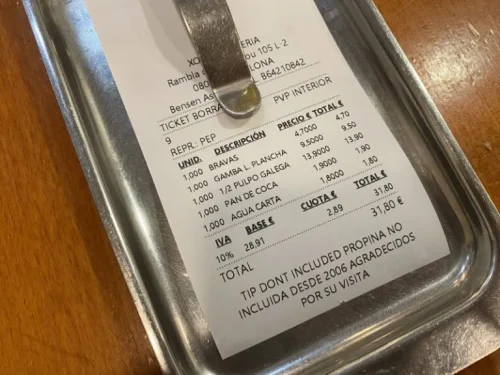 XO ERIA
Rambla ou 105 L-2
080 LONA
Bensen As L. B64210842
TICKET BORRA PVP INTERIOR
9
REPR.: PEP
UNID. DESCRIPCIÓN PRECIO € TOTAL €
1,000 BRAVAS 4,7000 4,70
1,000 GAMBA L. PLANCHA 9,5000 9,50
1,000 1/2 PULPO GALEGA 13,9000 13,90
1,000 PAN DE COCA 1,9000 1,90
1,000 AGUA CARTA 1,8000 1,80
IVA BASE € CUOTA € TOTAL €
10% 28,91 2,89 31,80
TOTAL 31,80 €
TIP DONT INCLUDED PROPINA NO
INCLUIDA DESDE 2006 AGRADECIDOS
POR SU VISITA